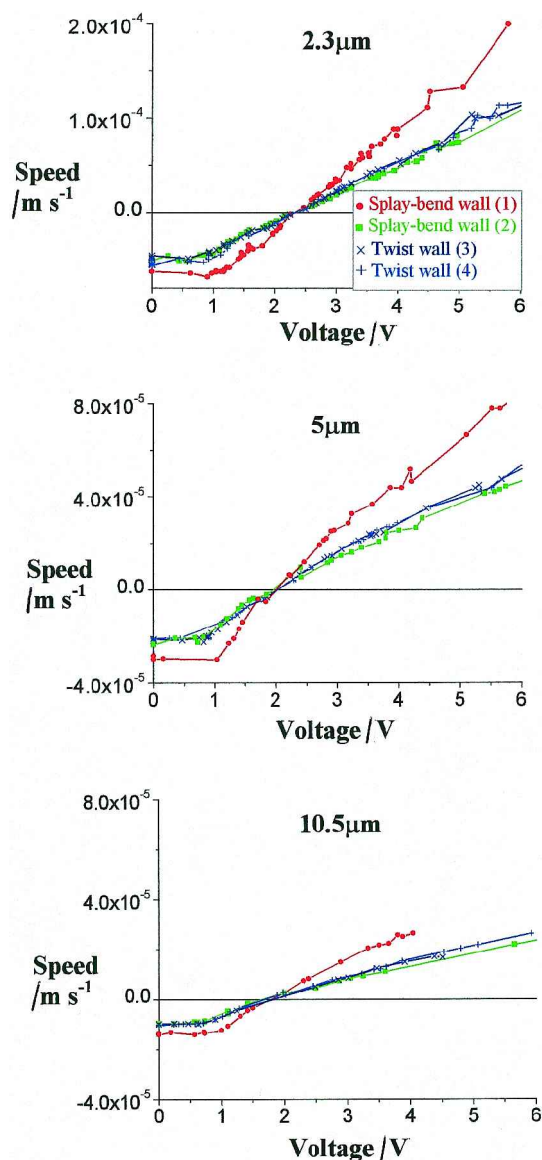 2.3μm
2.0x10⁻⁴
1.0x10⁻⁴
0.0
Speed
/m s⁻¹
Splay-bend wall (1)
Splay-bend wall (2)
Twist wall (3)
Twist wall (4)
0 1 2 3 4 5 6
Voltage /V
5μm
8.0x10⁻⁵
4.0x10⁻⁵
0.0
-4.0x10⁻⁵
Speed
/m s⁻¹
0 1 2 3 4 5 6
Voltage /V
10.5μm
8.0x10⁻⁵
4.0x10⁻⁵
0.0
-4.0x10⁻⁵
Speed
/m s⁻¹
0 1 2 3 4 5 6
Voltage /V